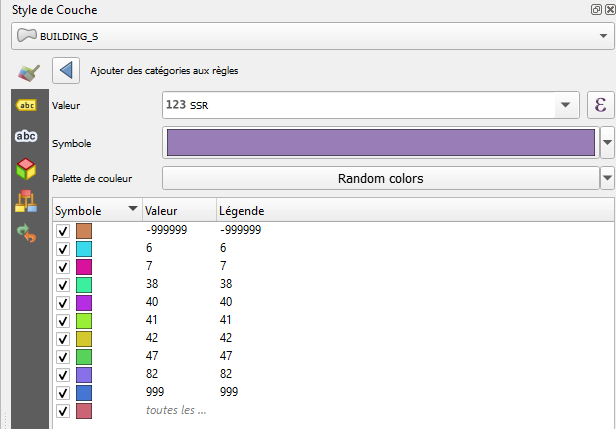 Style de Couche
BUILDING_S
Ajouter des catégories aux règles
abc
Valeur 123 SSR ε
abc
Symbole
Palette de couleur Random colors
Symbole Valeur Légende
-999999 -999999
6 6
7 7
38 38
40 40
41 41
42 42
47 47
82 82
999 999
toutes les ...